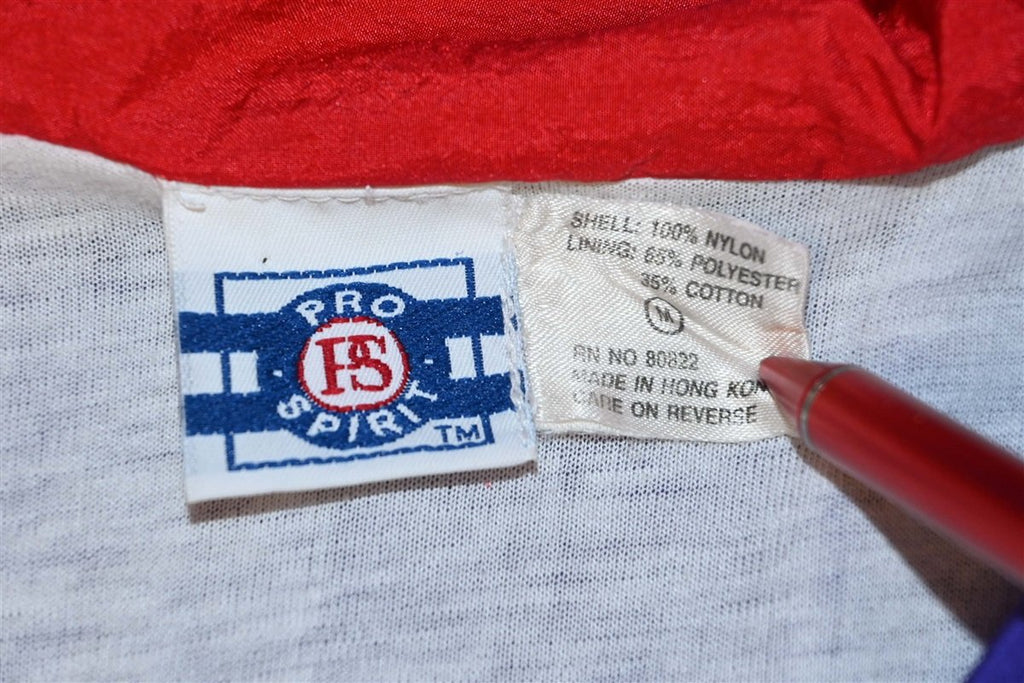 PRO
PS
SPIRIT
TM
SHELL: 100% NYLON
LINING: 65% POLYESTER
35% COTTON
M
RN NO 80822
MADE IN HONG KON
CARE ON REVERSE